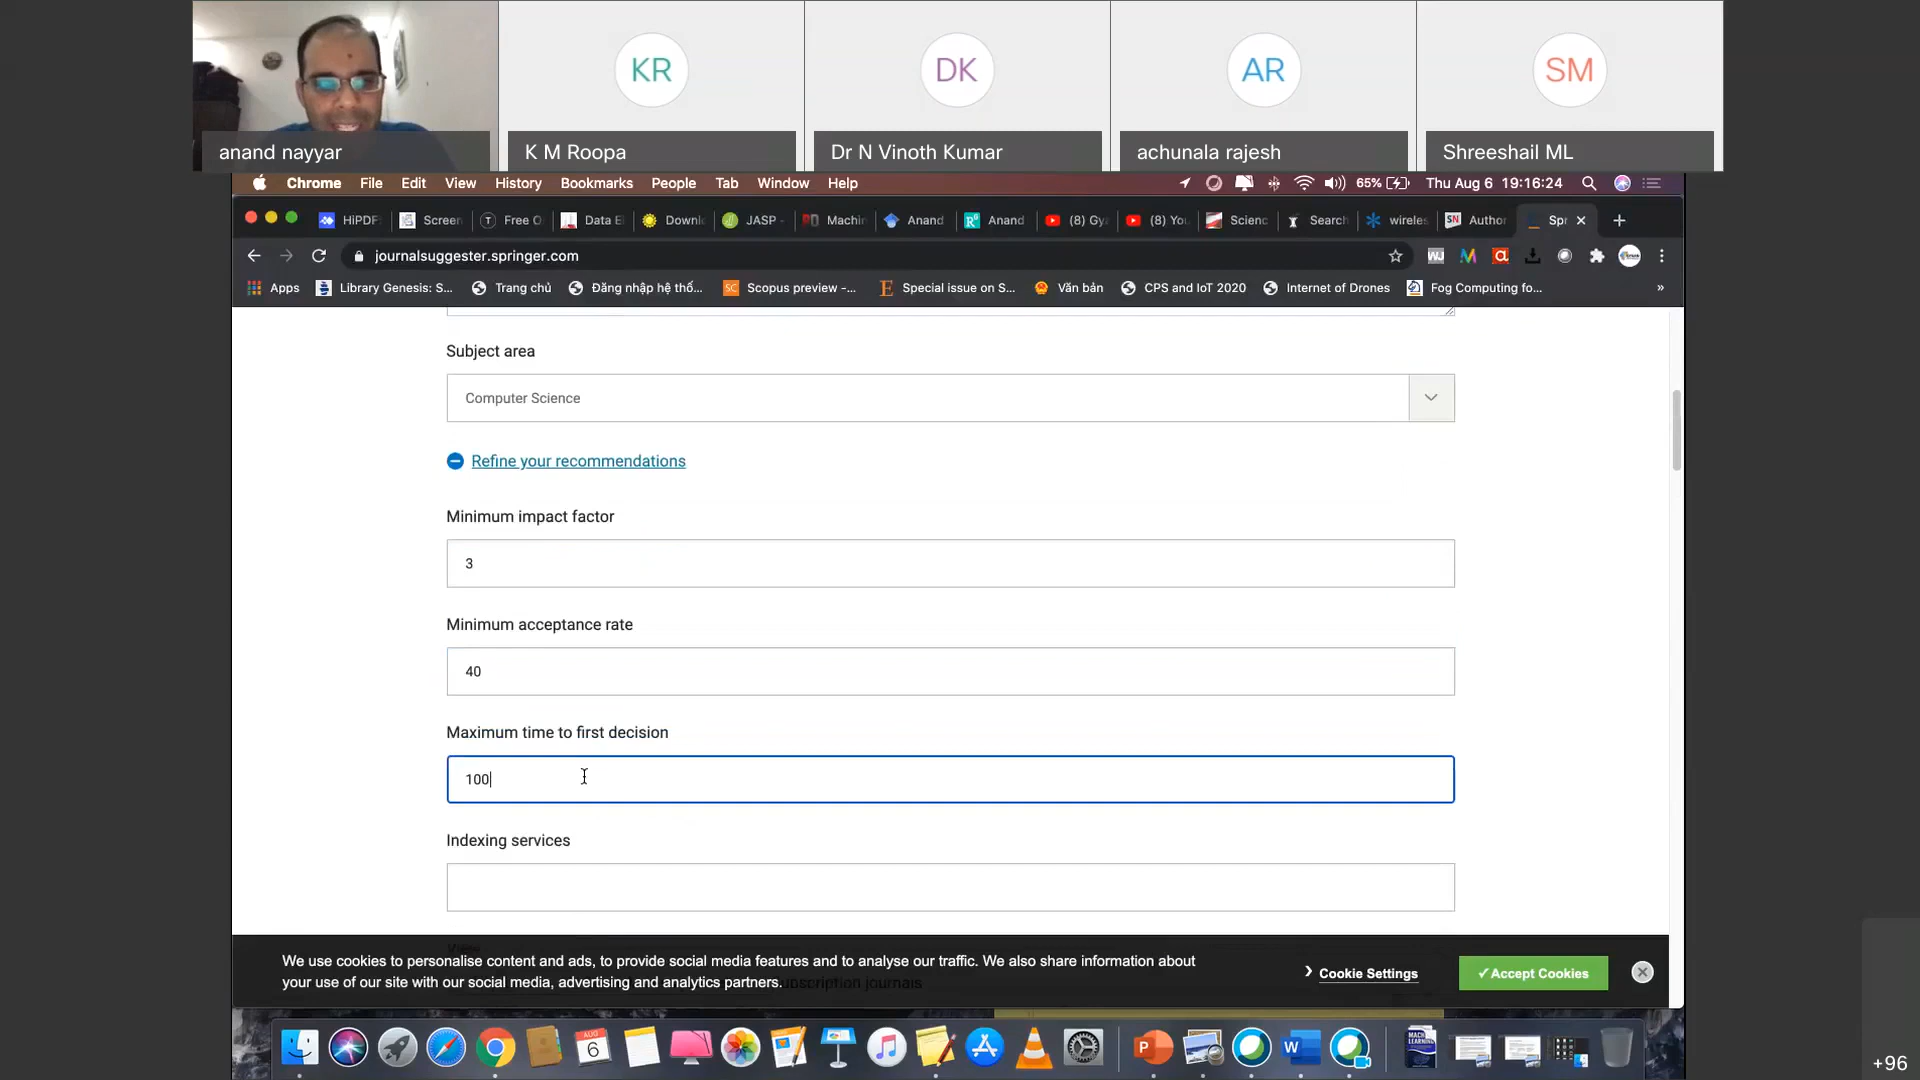 KR
DK
AR
SM
anand nayyar
K M Roopa
Dr N Vinoth Kumar
achunala rajesh
Shreeshail ML
Chrome File Edit View History Bookmarks People Tab Window Help
65% Thu Aug 6 19:16:24
HiPDF Screen Free O Data E Downl JASP - Machin Anand Anand (8) Gy (8) You Scienc Search wireles Author Spr
journalsuggester.springer.com
Apps Library Genesis: S... Trang chủ Đăng nhập hệ thố... Scopus preview -... Special issue on S... Văn bản CPS and IoT 2020 Internet of Drones Fog Computing fo... »
Subject area
Computer Science
Refine your recommendations
Minimum impact factor
3
Minimum acceptance rate
40
Maximum time to first decision
100
Indexing services
We use cookies to personalise content and ads, to provide social media features and to analyse our traffic. We also share information about
your use of our site with our social media, advertising and analytics partners.
Cookie Settings
✓Accept Cookies
AUG
6
+96